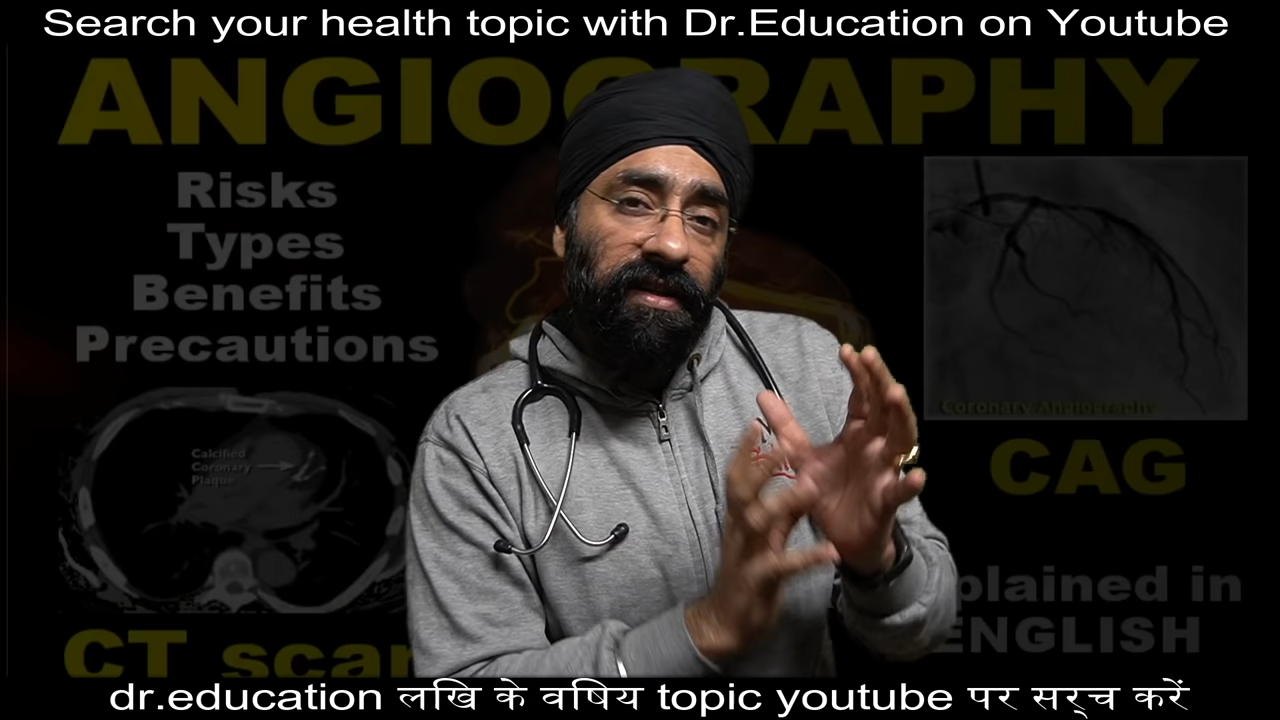 Search your health topic with Dr.Education on Youtube
ANGIOGRAPHY
Risks
Types
Benefits
Precautions
Calcified
Coronary
Plaque
CT scan
Coronary Angiography
CAG
plained in
ENGLISH
dr.education लखि के वषिय topic youtube पर सर्च करें